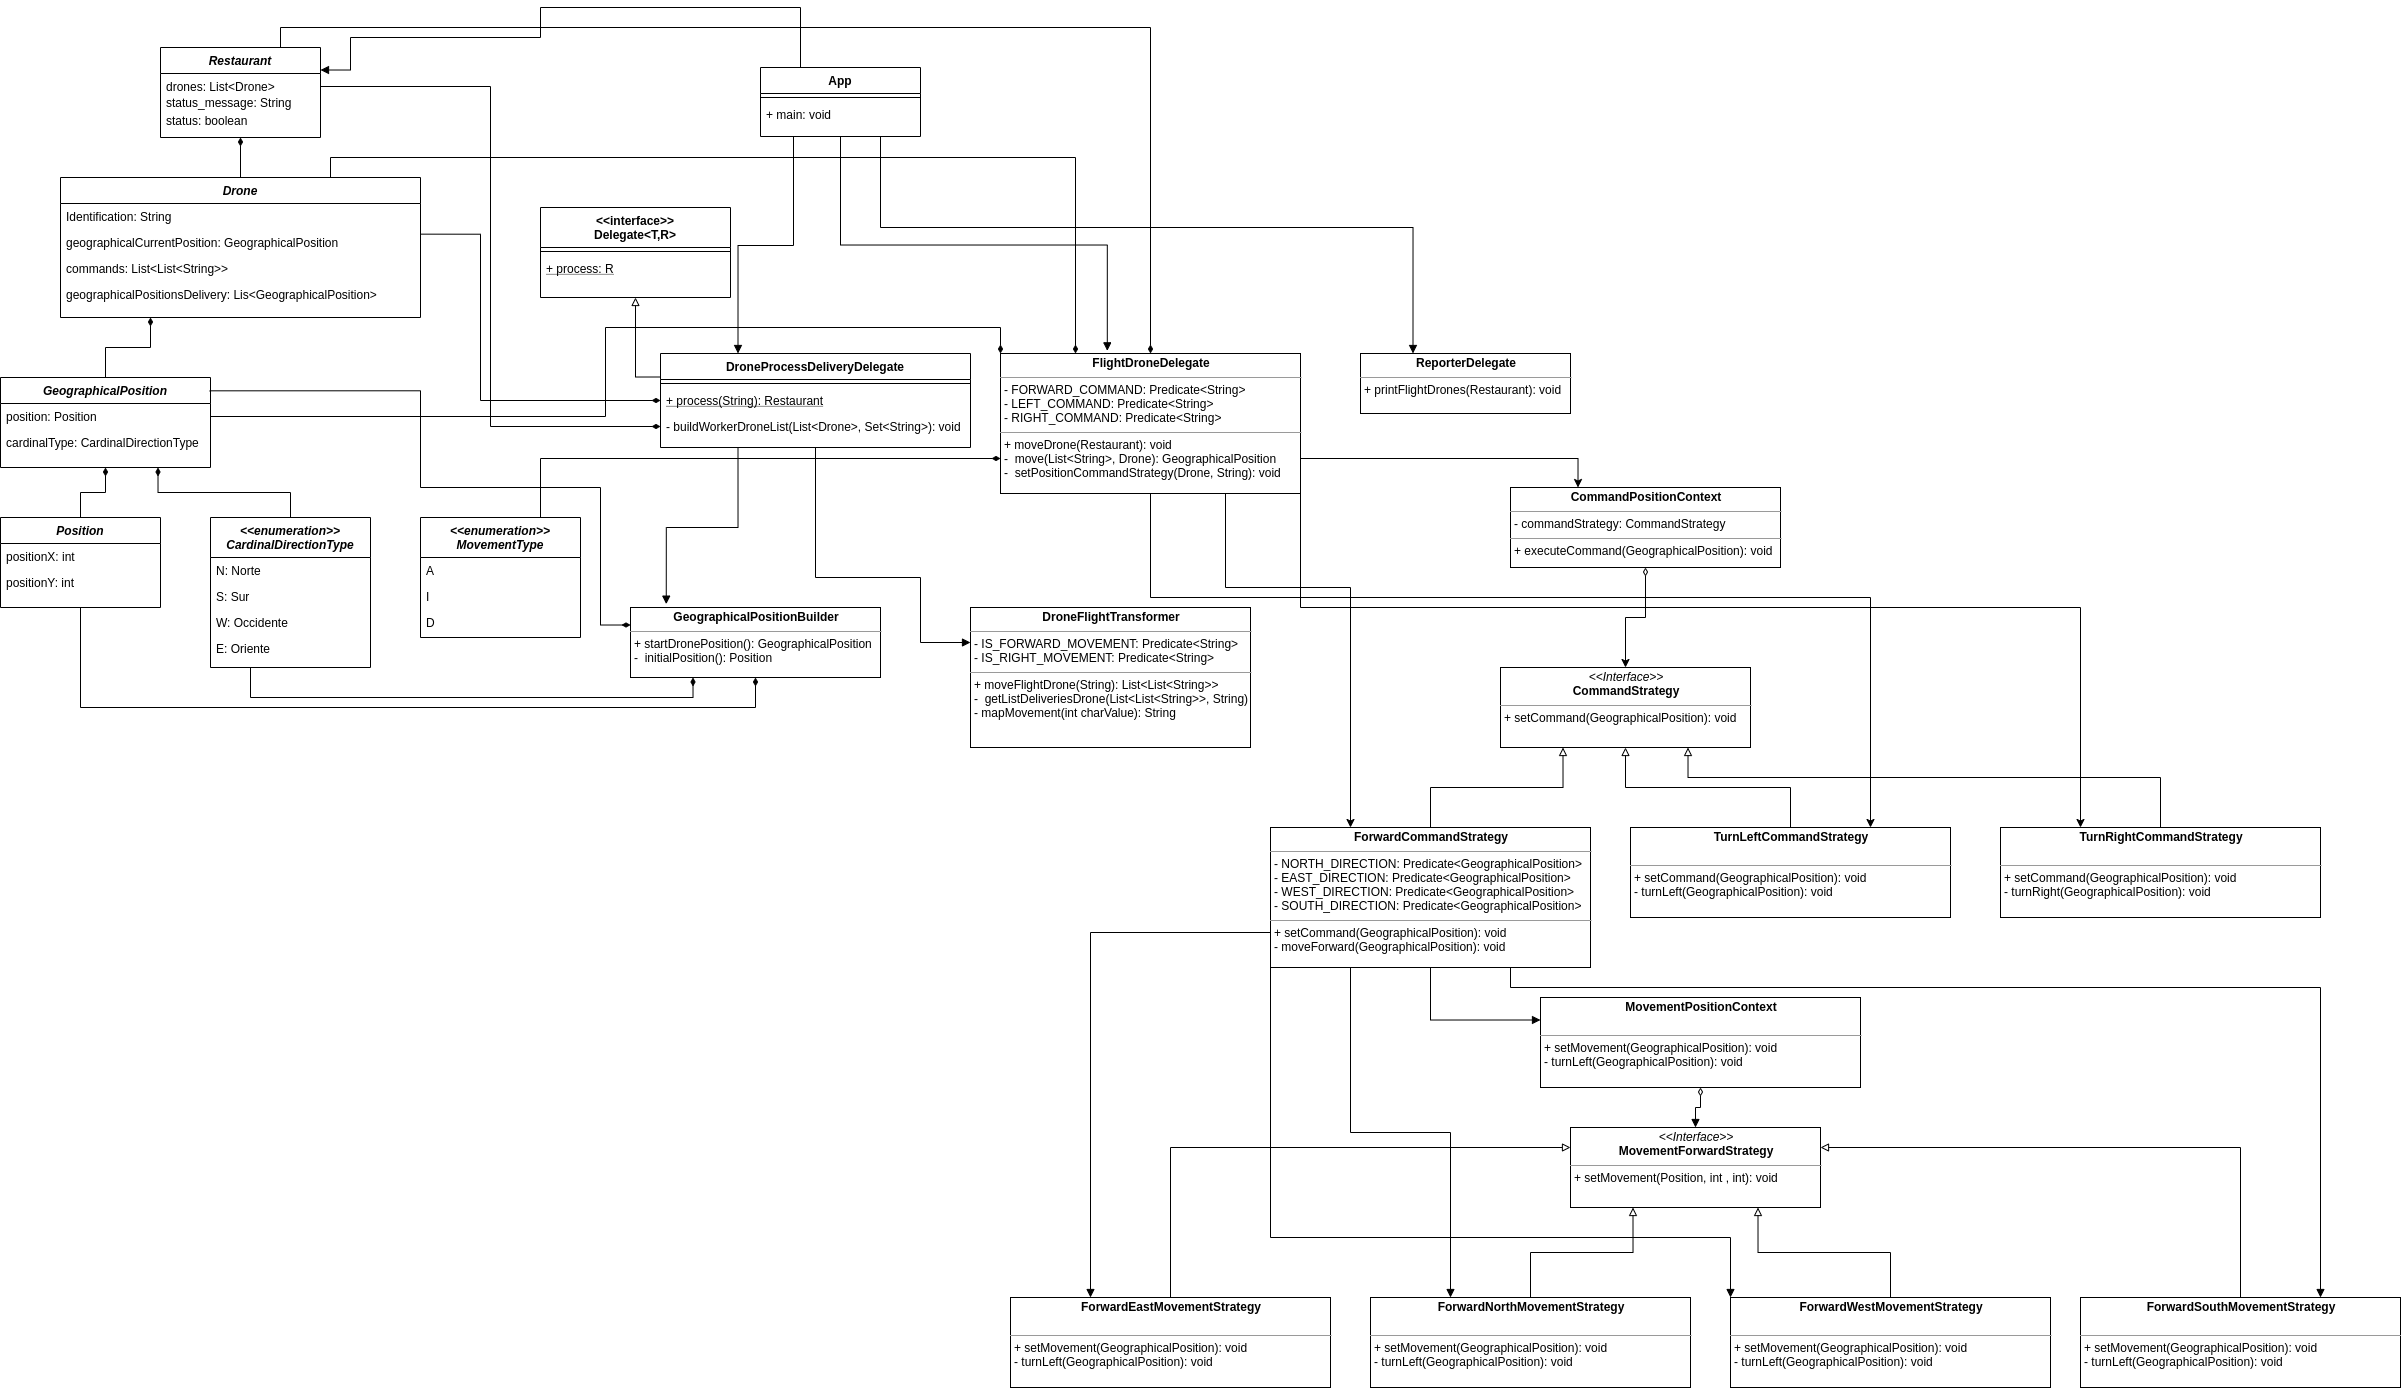 Restaurant
drones: List<Drone>
status_message: String
status: boolean
App
+ main: void
Drone
Identification: String
geographicalCurrentPosition: GeographicalPosition
commands: List<List<String>>
geographicalPositionsDelivery: Lis<GeographicalPosition>
<<interface>>
Delegate<T,R>
+ process: R
DroneProcessDeliveryDelegate
+ process(String): Restaurant
- buildWorkerDroneList(List<Drone>, Set<String>Drone): void
FlightDroneDelegate
- FORWARD_COMMAND: Predicate<String>
- LEFT_COMMAND: Predicate<String>
- RIGHT_COMMAND: Predicate<String>
+ moveDrone(Restaurant): void
- move(List<String>, Drone): GeographicalPosition
- setPositionCommandStrategy(Drone, String): void
ReporterDelegate
+ printFlightDrones(Restaurant): void
GeographicalPosition
position: Position
cardinalType: CardinalDirectionType
Position
positionX: int
positionY: int
<<enumeration>>
CardinalDirectionType
N: Norte
S: Sur
W: Occidente
E: Oriente
<<enumeration>>
MovementType
A
I
D
CommandPositionContext
- commandStrategy: CommandStrategy
+ executeCommand(GeographicalPosition): void
GeographicalPositionBuilder
+ startDronePosition(): GeographicalPosition
- initialPosition(): Position
DroneFlightTransformer
- IS_FORWARD_MOVEMENT: Predicate<String>
- IS_RIGHT_MOVEMENT: Predicate<String>
+ moveFlightDrone(String): List<List<String>>
- getListDeliveriesDrone(List<List<String>>, String)
- mapMovement(int charValue): String
<<Interface>>
CommandStrategy
+ setCommand(GeographicalPosition): void
ForwardCommandStrategy
- NORTH_DIRECTION: Predicate<GeographicalPosition>
- EAST_DIRECTION: Predicate<GeographicalPosition>
- WEST_DIRECTION: Predicate<GeographicalPosition>
- SOUTH_DIRECTION: Predicate<GeographicalPosition>
+ setCommand(GeographicalPosition): void
- moveForward(GeographicalPosition): void
TurnLeftCommandStrategy
+ setCommand(GeographicalPosition): void
- turnLeft(GeographicalPosition): void
TurnRightCommandStrategy
+ setCommand(GeographicalPosition): void
- turnRight(GeographicalPosition): void
MovementPositionContext
+ setMovement(GeographicalPosition): void
- turnLeft(GeographicalPosition): void
<<Interface>>
MovementForwardStrategy
+ setMovement(Position, int , int): void
ForwardEastMovementStrategy
+ setMovement(GeographicalPosition): void
- turnLeft(GeographicalPosition): void
ForwardNorthMovementStrategy
+ setMovement(GeographicalPosition): void
- turnLeft(GeographicalPosition): void
ForwardWestMovementStrategy
+ setMovement(GeographicalPosition): void
- turnLeft(GeographicalPosition): void
ForwardSouthMovementStrategy
+ setMovement(GeographicalPosition): void
- turnLeft(GeographicalPosition): void